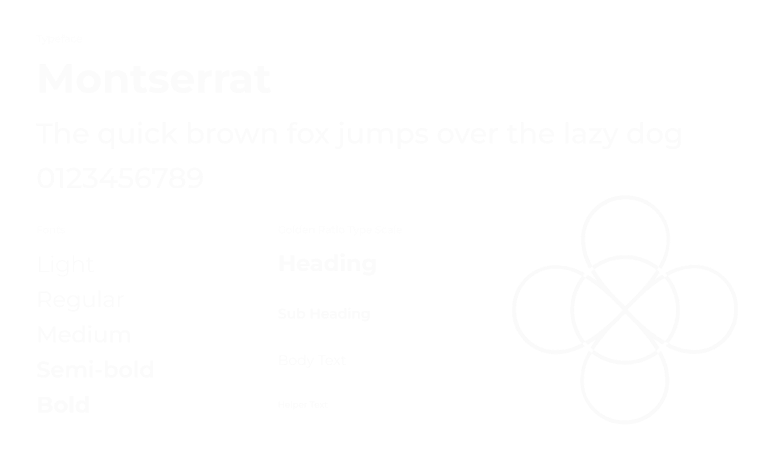 Montserrat
The quick brown fox jumps over the lazy dog
0123456789
Light
Regular
Medium
Semi-bold
Bold
Heading
Sub Heading
Body text